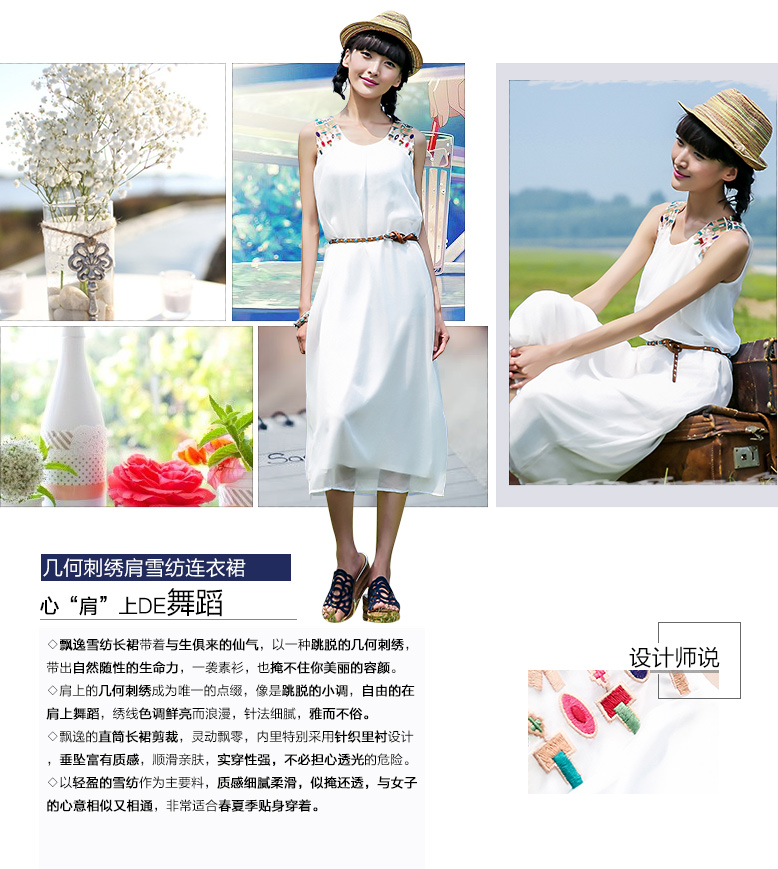 Sa
几何刺绣肩雪纺连衣裙
心“肩”上DE舞蹈
◇飘逸雪纺长裙带着与生俱来的仙气，以一种跳脱的几何刺绣，
带出自然随性的生命力，一袭素衫，也掩不住你美丽的容颜。
◇肩上的几何刺绣成为唯一的点缀，像是跳脱的小调，自由的在
肩上舞蹈，绣线色调鲜亮而浪漫，针法细腻，雅而不俗。
◇飘逸的直筒长裙剪裁，灵动飘零，内里特别采用针织里衬设计
，垂坠富有质感，顺滑亲肤，实穿性强，不必担心透光的危险。
◇以轻盈的雪纺作为主要料，质感细腻柔滑，似掩还透，与女子
的心意相似又相通，非常适合春夏季贴身穿着。
设计师说